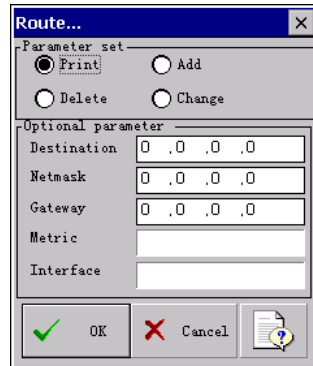 Route...
Parameter set
Print Add
Delete Change
Optional parameter
Destination 0 .0 .0 .0
Netmask 0 .0 .0 .0
Gateway 0 .0 .0 .0
Metric
Interface
OK Cancel ?